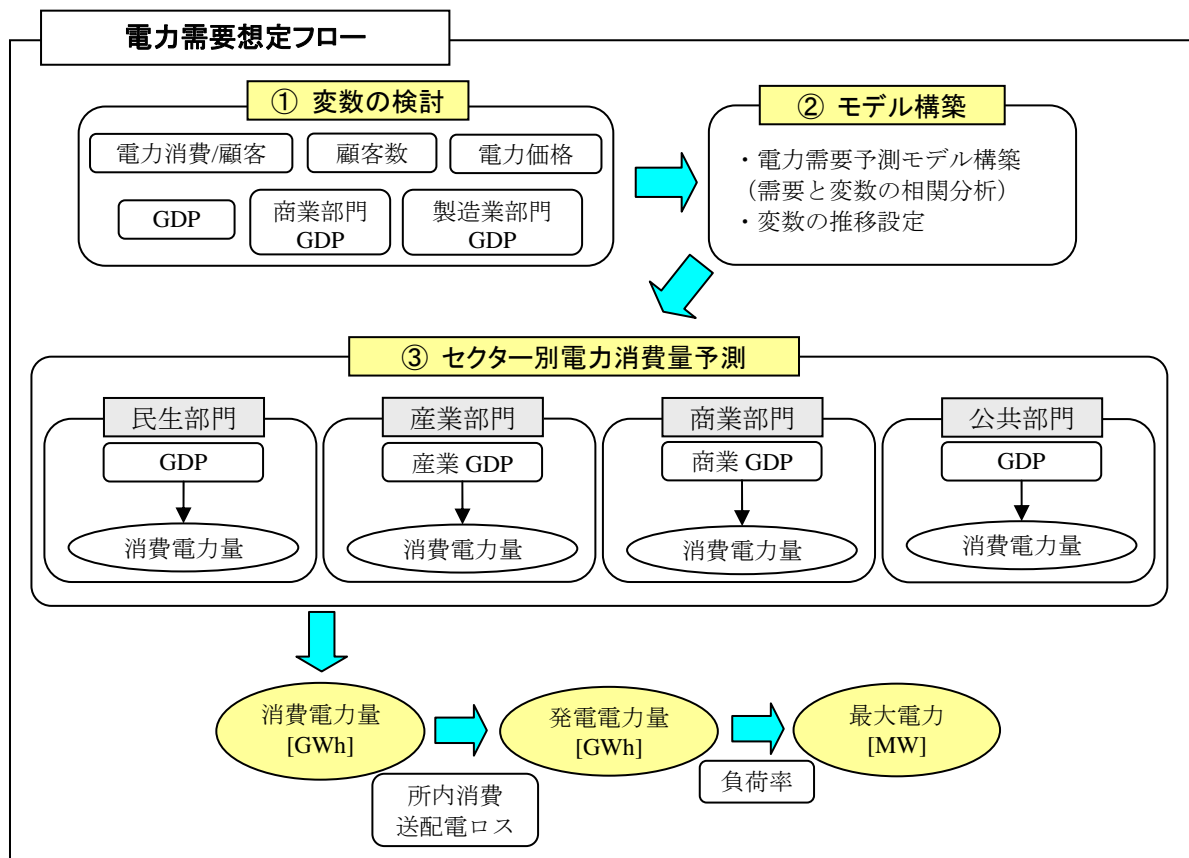 電力需要想定フロー
① 変数の検討
電力消費/顧客
顧客数
電力価格
GDP
商業部門
GDP
製造業部門
GDP
② モデル構築
・電力需要予測モデル構築
（需要と変数の相関分析）
・変数の推移設定
③ セクター別電力消費量予測
民生部門
GDP
消費電力量
産業部門
産業 GDP
消費電力量
商業部門
商業 GDP
消費電力量
公共部門
GDP
消費電力量
消費電力量
[GWh]
所内消費
送配電ロス
発電電力量
[GWh]
負荷率
最大電力
[MW]